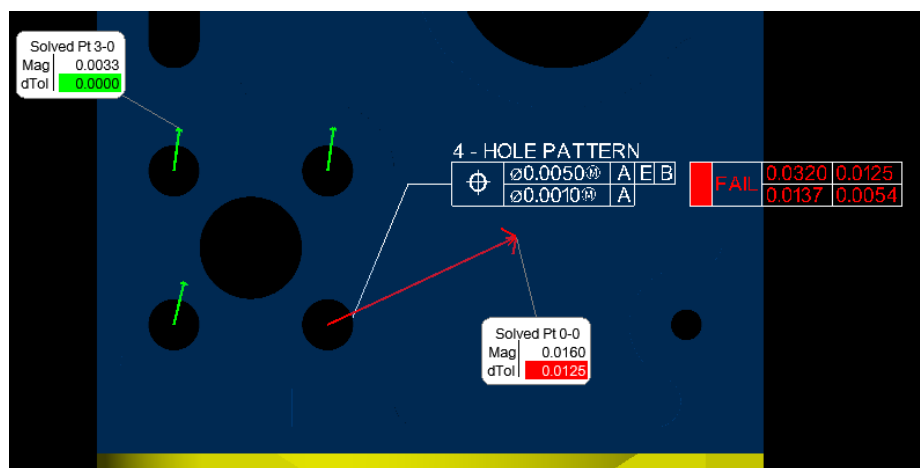 Solved Pt 3-0
Mag 0.0033
dTol 0.0000
4 - HOLE PATTERN
⌖ ⌀0.0050Ⓜ A E B
⌀0.0010Ⓜ A
FAIL 0.0320 0.0125
0.0137 0.0054
Solved Pt 0-0
Mag 0.0160
dTol 0.0125